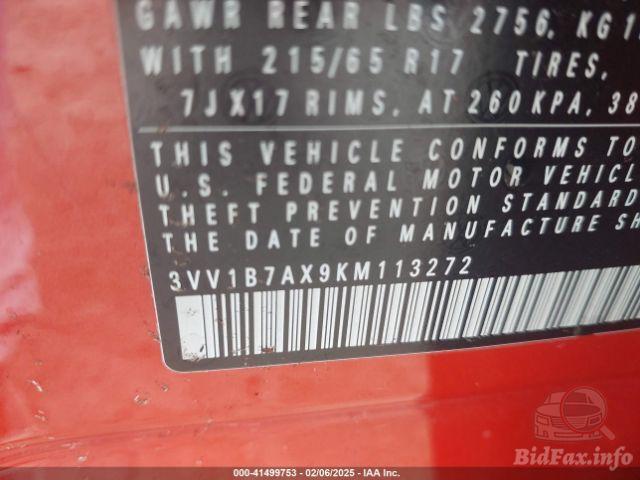 GAWR REAR LBS 2756, KG 1
WITH 215/65 R17 TIRES,
7JX17 RIMS, AT 260 KPA, 38
THIS VEHICLE CONFORMS TO
U.S. FEDERAL MOTOR VEHICL
THEFT PREVENTION STANDARD
THE DATE OF MANUFACTURE SH
3VV1B7AX9KM113272
BidFax.info
000-41499753 - 02/06/2025 - IAA Inc.